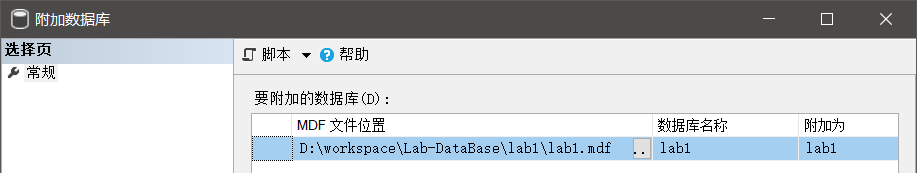 附加数据库
选择页
常规
脚本 帮助
要附加的数据库(D):
MDF 文件位置 数据库名称 附加为
D:\workspace\Lab-DataBase\lab1\lab1.mdf .. lab1 lab1